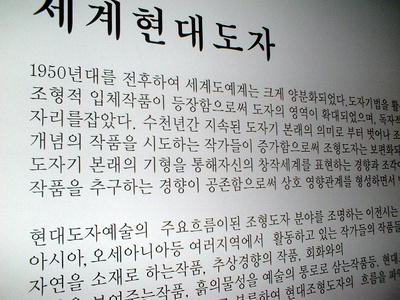 세계현대도자
1950년대를 전후하여 세계도예계는 크게 양분화되었다.도자기법을
조형적 입체작품이 등장함으로써 도자의 영역이 확대되었으며, 독자적
자리를잡았다. 수천년간 지속된 도자기 본래의 의미로 부터 벗어나
개념의 작품을 시도하는 작가들이 증가함으로써 조형도자는 보편화되
도자기 본래의 기형을 통해자신의 창작세계를 표현하는 경향과
작품을 추구하는 경향이 공존함으로써 상호 영향관계를 형성하면서
현대도자예술의 주요흐름이된 조형도자 분야를 조명하는 이전시는
아시아, 오세아니아등 여러지역에서 활동하고 있는 작가들의 작품들
자연을 소재로 하는작품, 추상경향의 작품, 회화와의
보여주는작품, 흙의물성을 예술의 통로로 삼는작품등, 현대
현대조형도자의 흐름을